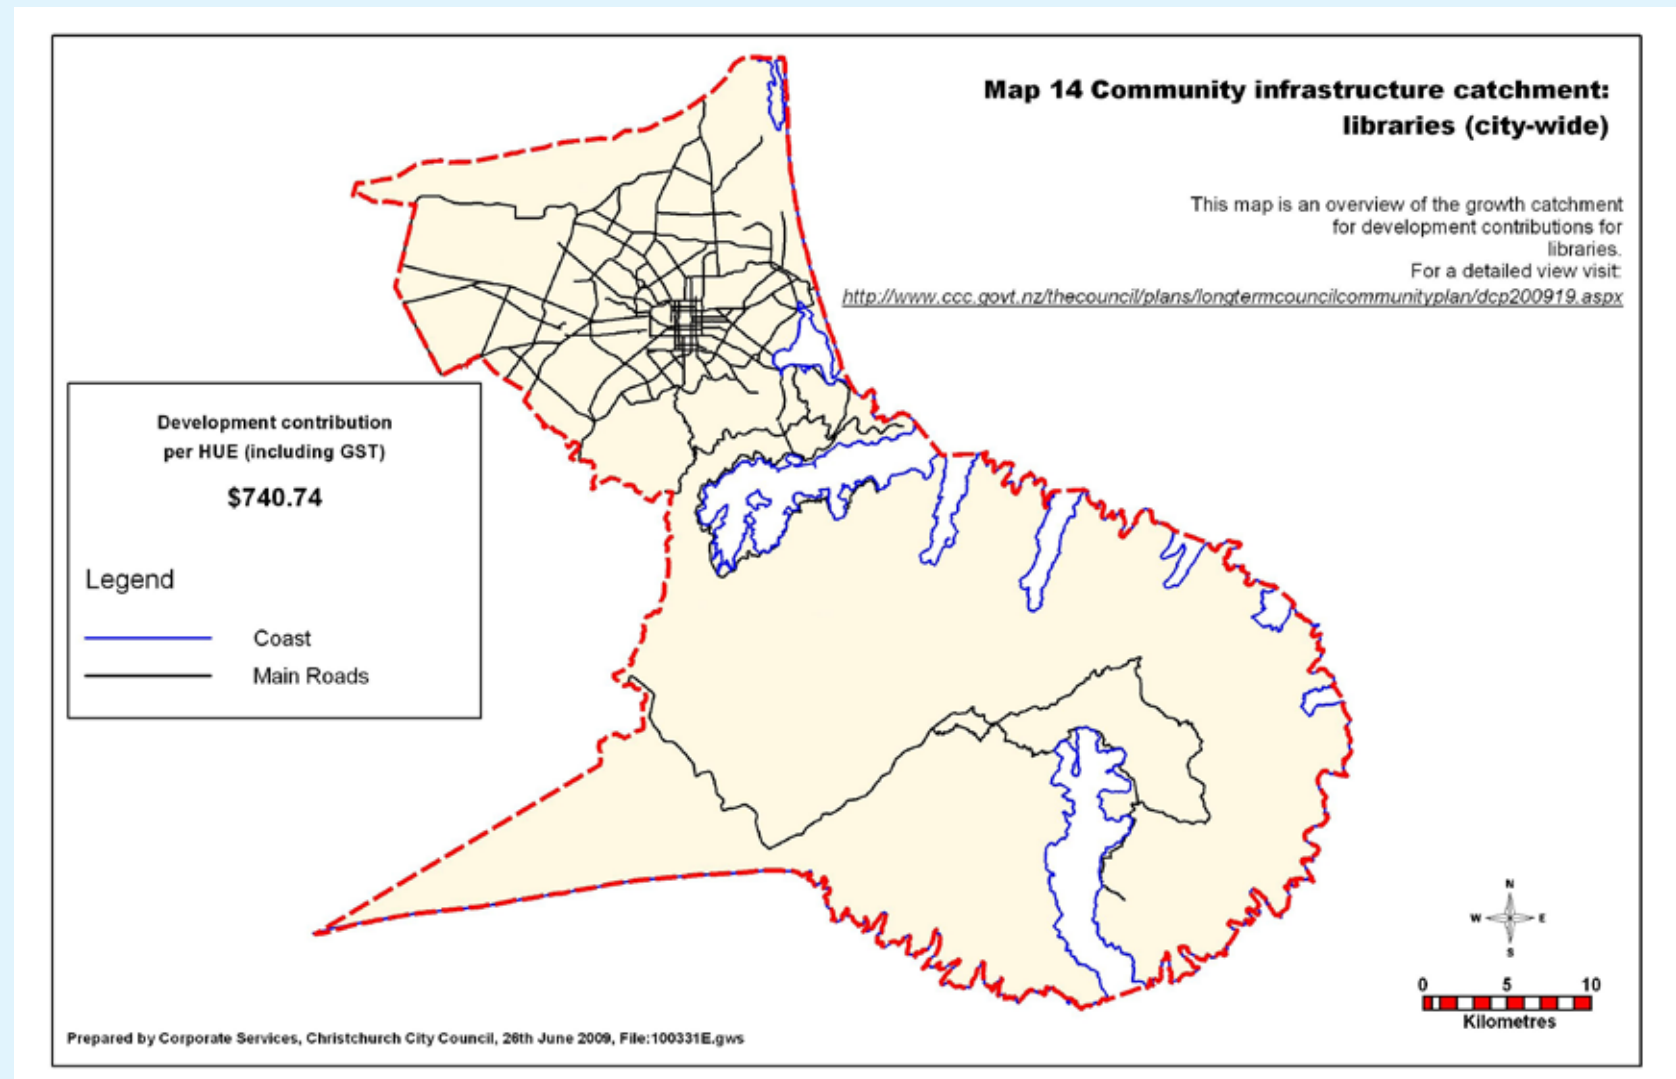 Map 14 Community infrastructure catchment:
libraries (city-wide)
This map is an overview of the growth catchment
for development contributions for
libraries.
For a detailed view visit:
http://www.ccc.govt.nz/thecouncil/plans/longtermcouncilcommunityplan/dcp200919.aspx
Development contribution
per HUE (including GST)
$740.74
Legend
Coast
Main Roads
N
W E
S
0 5 10
Kilometres
Prepared by Corporate Services, Christchurch City Council, 26th June 2009, File:100331E.gws